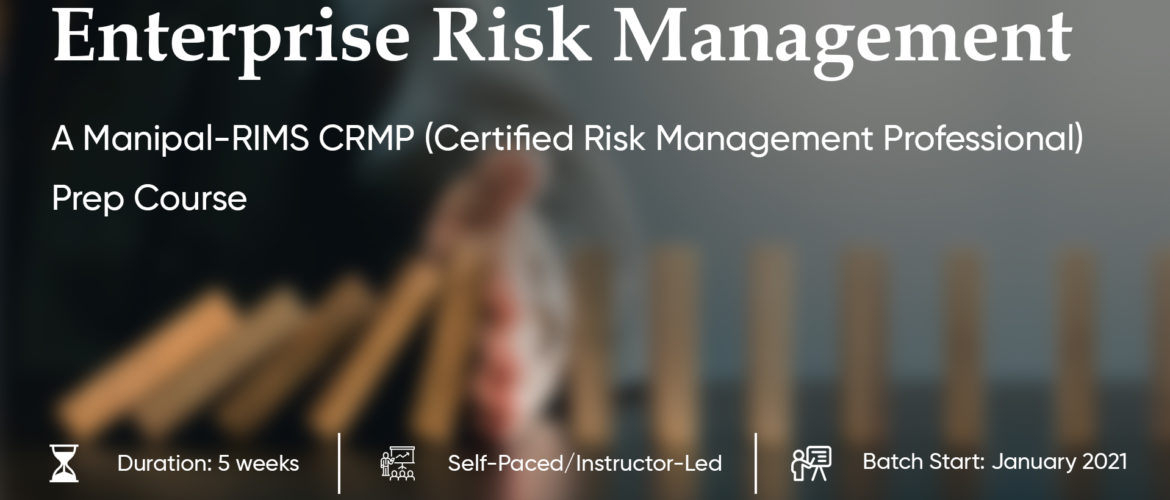 Enterprise Risk Management
A Manipal-RIMS CRMP (Certified Risk Management Professional)
Prep Course
Duration: 5 weeks
Self-Paced/Instructor-Led
Batch Start: January 2021